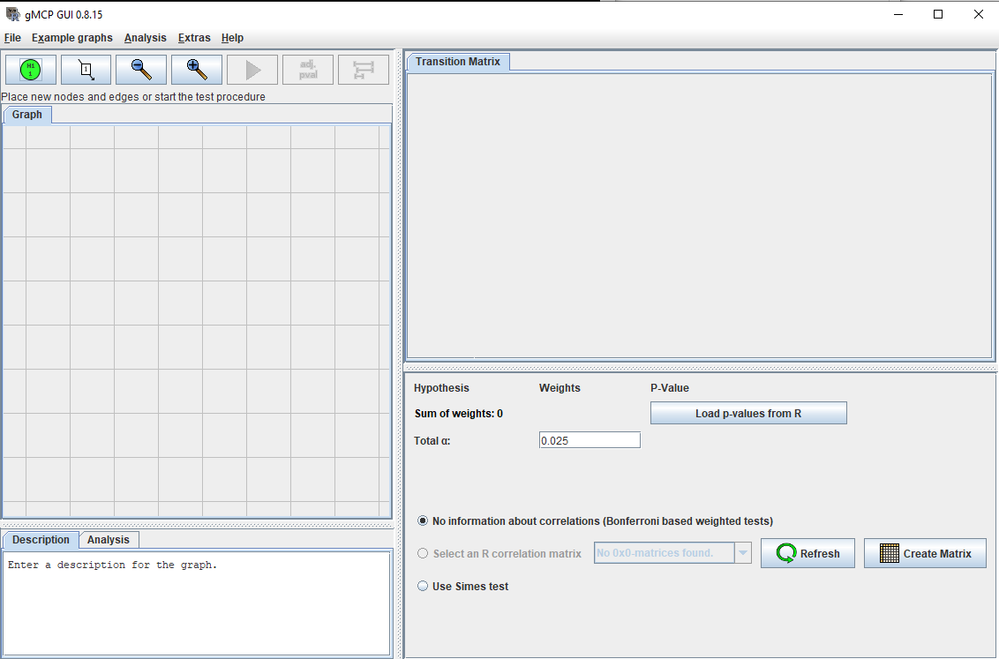 gMCP GUI 0.8.15
File Example graphs Analysis Extras Help
H1
1
1
adj.
pval
Place new nodes and edges or start the test procedure
Graph
Transition Matrix
Hypothesis Weights P-Value
Sum of weights: 0 Load p-values from R
Total α: 0.025
No information about correlations (Bonferroni based weighted tests)
Select an R correlation matrix No 0x0-matrices found. Refresh Create Matrix
Use Simes test
Description Analysis
Enter a description for the graph.